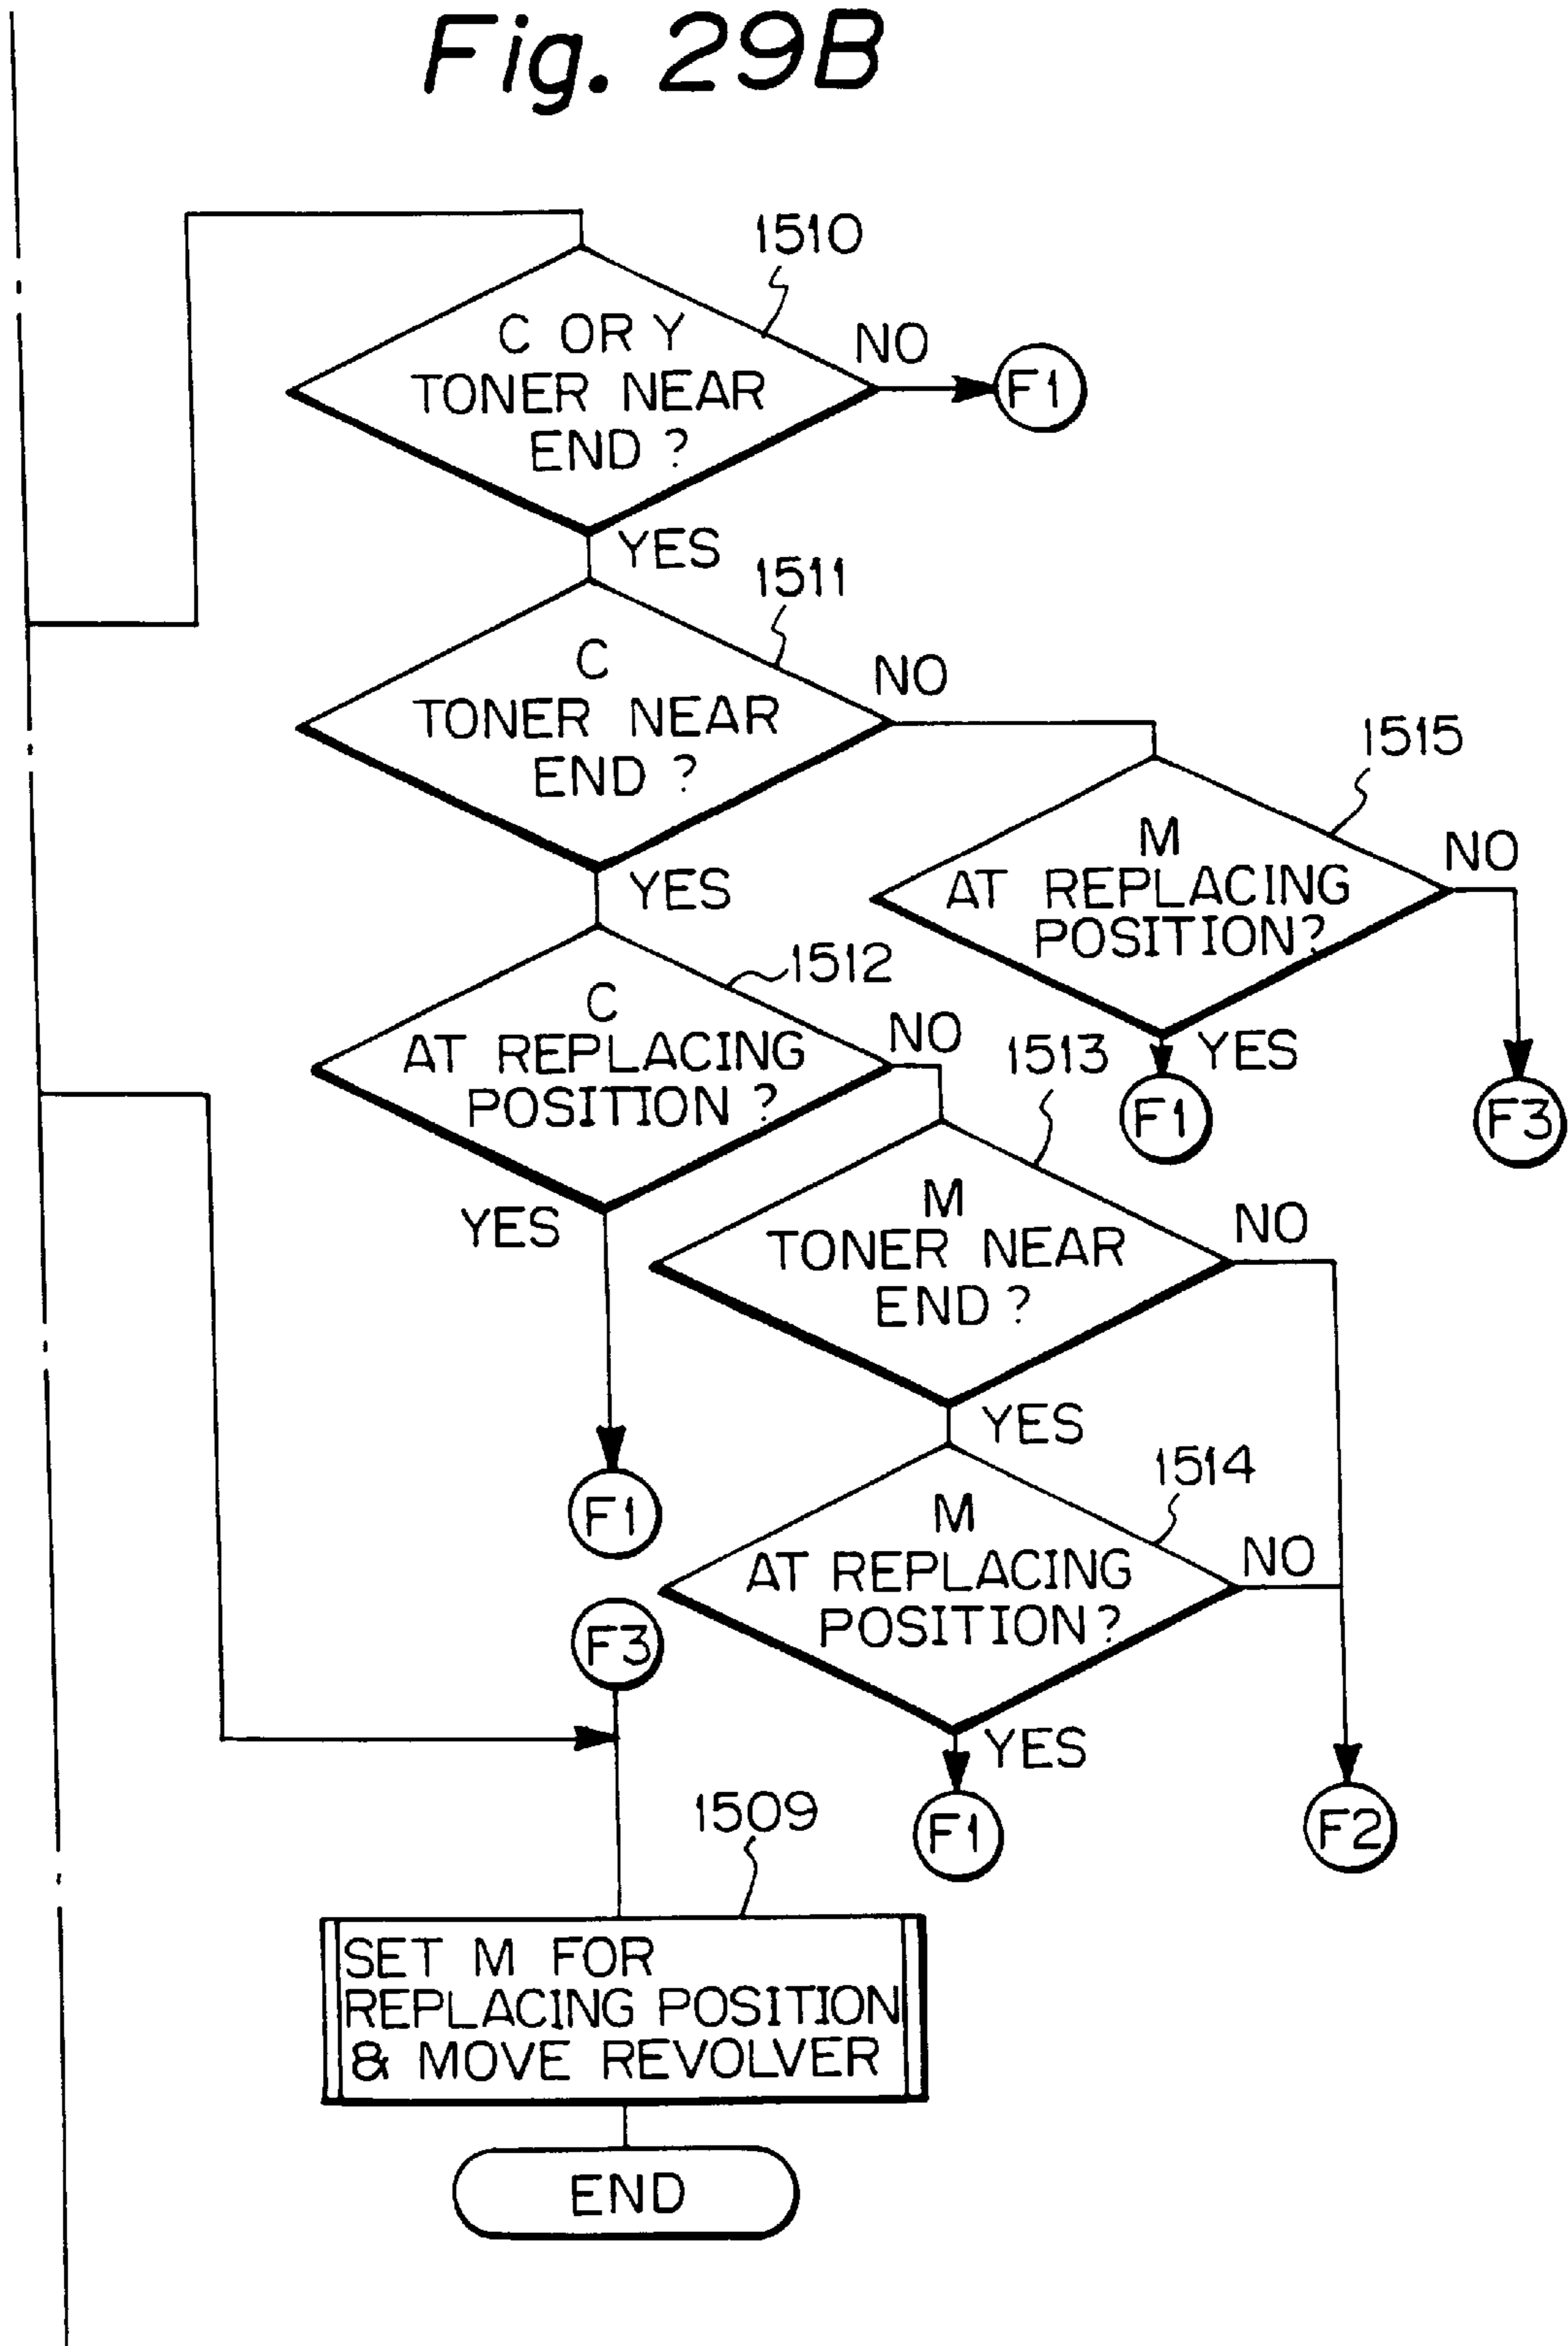 Fig. 29B
1510
C OR Y
TONER NEAR
END ?
NO
F1
YES
1511
C
TONER NEAR
END ?
NO
1515
M
AT REPLACING
POSITION?
NO
YES
F1
F3
YES
1512
C
AT REPLACING
POSITION ?
NO
1513
YES
M
TONER NEAR
END ?
NO
F1
YES
1514
M
AT REPLACING
POSITION?
NO
F3
YES
F1
F2
1509
SET M FOR
REPLACING POSITION
& MOVE REVOLVER
END